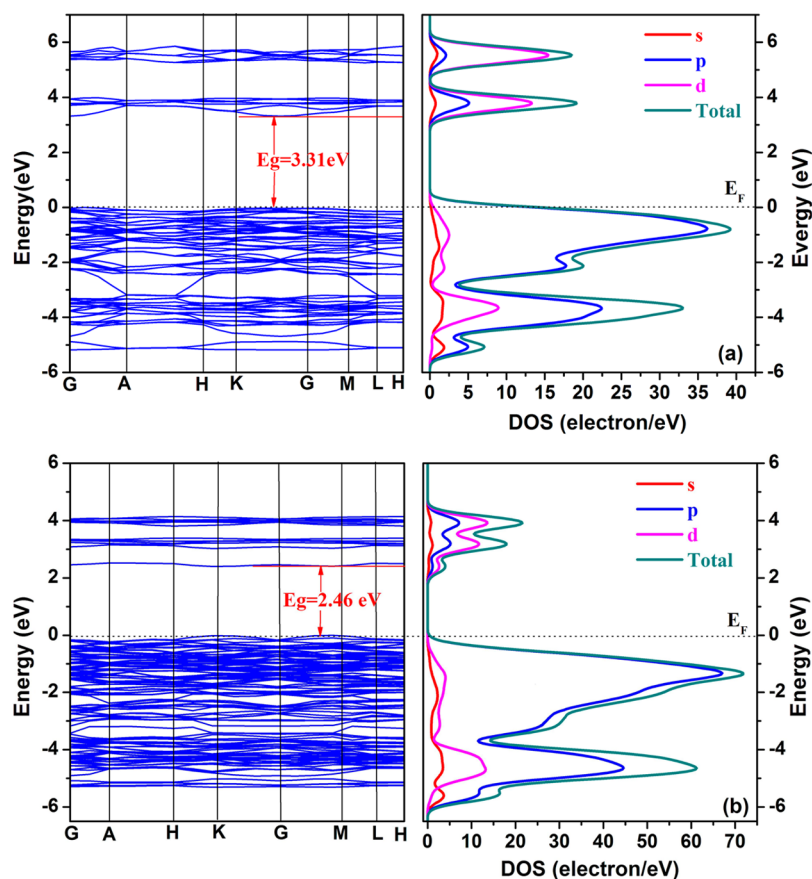 6
4
2
0
-2
-4
-6
Energy(eV)
Eg=3.31eV
G A H K G M L H
s
p
d
Total
E_F
(a)
0 5 10 15 20 25 30 35 40
DOS (electron/eV)
6
4
2
0
-2
-4
-6
Evergy (eV)
6
4
2
0
-2
-4
-6
Energy (eV)
Eg=2.46 eV
G A H K G M L H
s
p
d
Total
E_F
(b)
0 10 20 30 40 50 60 70
DOS (electron/eV)
6
4
2
0
-2
-4
-6
Energy (eV)